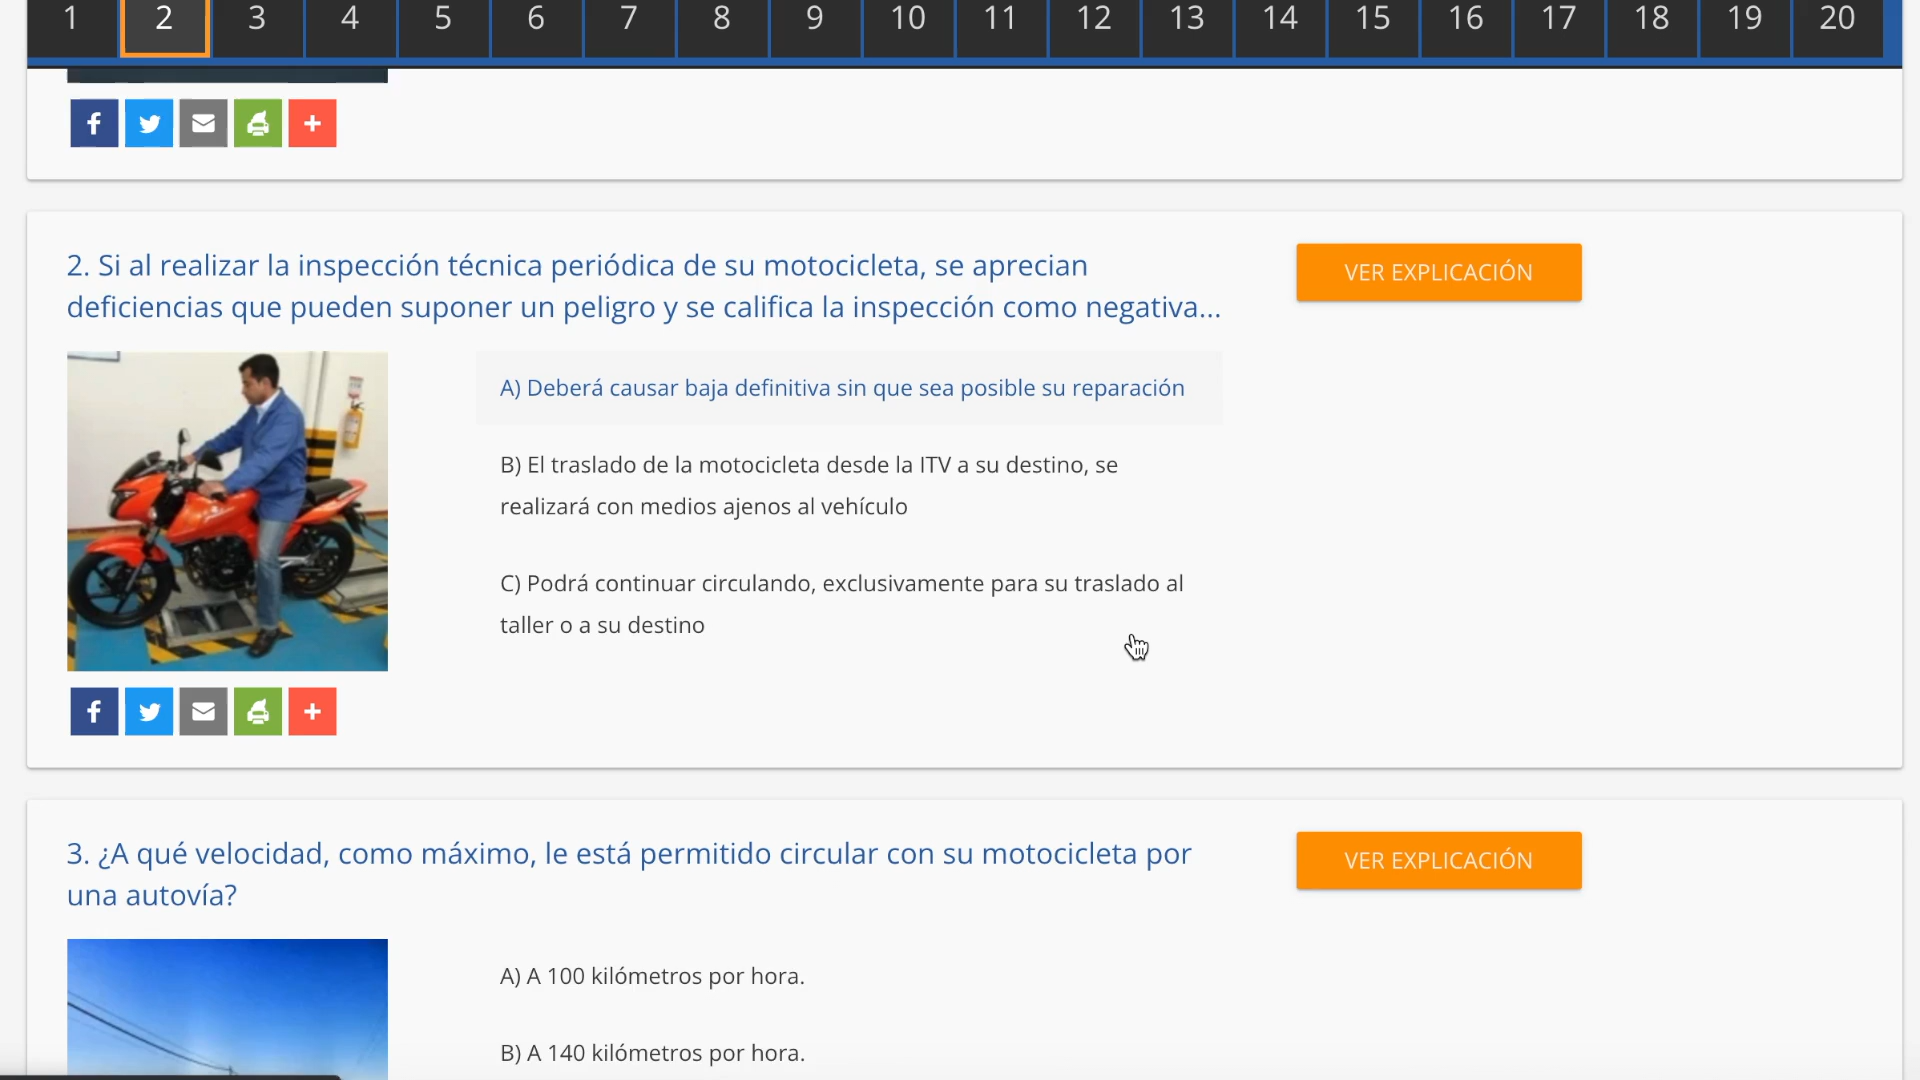 1 2 3 4 5 6 7 8 9 10 11 12 13 14 15 16 17 18 19 20
2. Si al realizar la inspección técnica periódica de su motocicleta, se aprecian
deficiencias que pueden suponer un peligro y se califica la inspección como negativa...
VER EXPLICACIÓN
A) Deberá causar baja definitiva sin que sea posible su reparación
B) El traslado de la motocicleta desde la ITV a su destino, se
realizará con medios ajenos al vehículo
C) Podrá continuar circulando, exclusivamente para su traslado al
taller o a su destino
3. ¿A qué velocidad, como máximo, le está permitido circular con su motocicleta por
una autovía?
VER EXPLICACIÓN
A) A 100 kilómetros por hora.
B) A 140 kilómetros por hora.